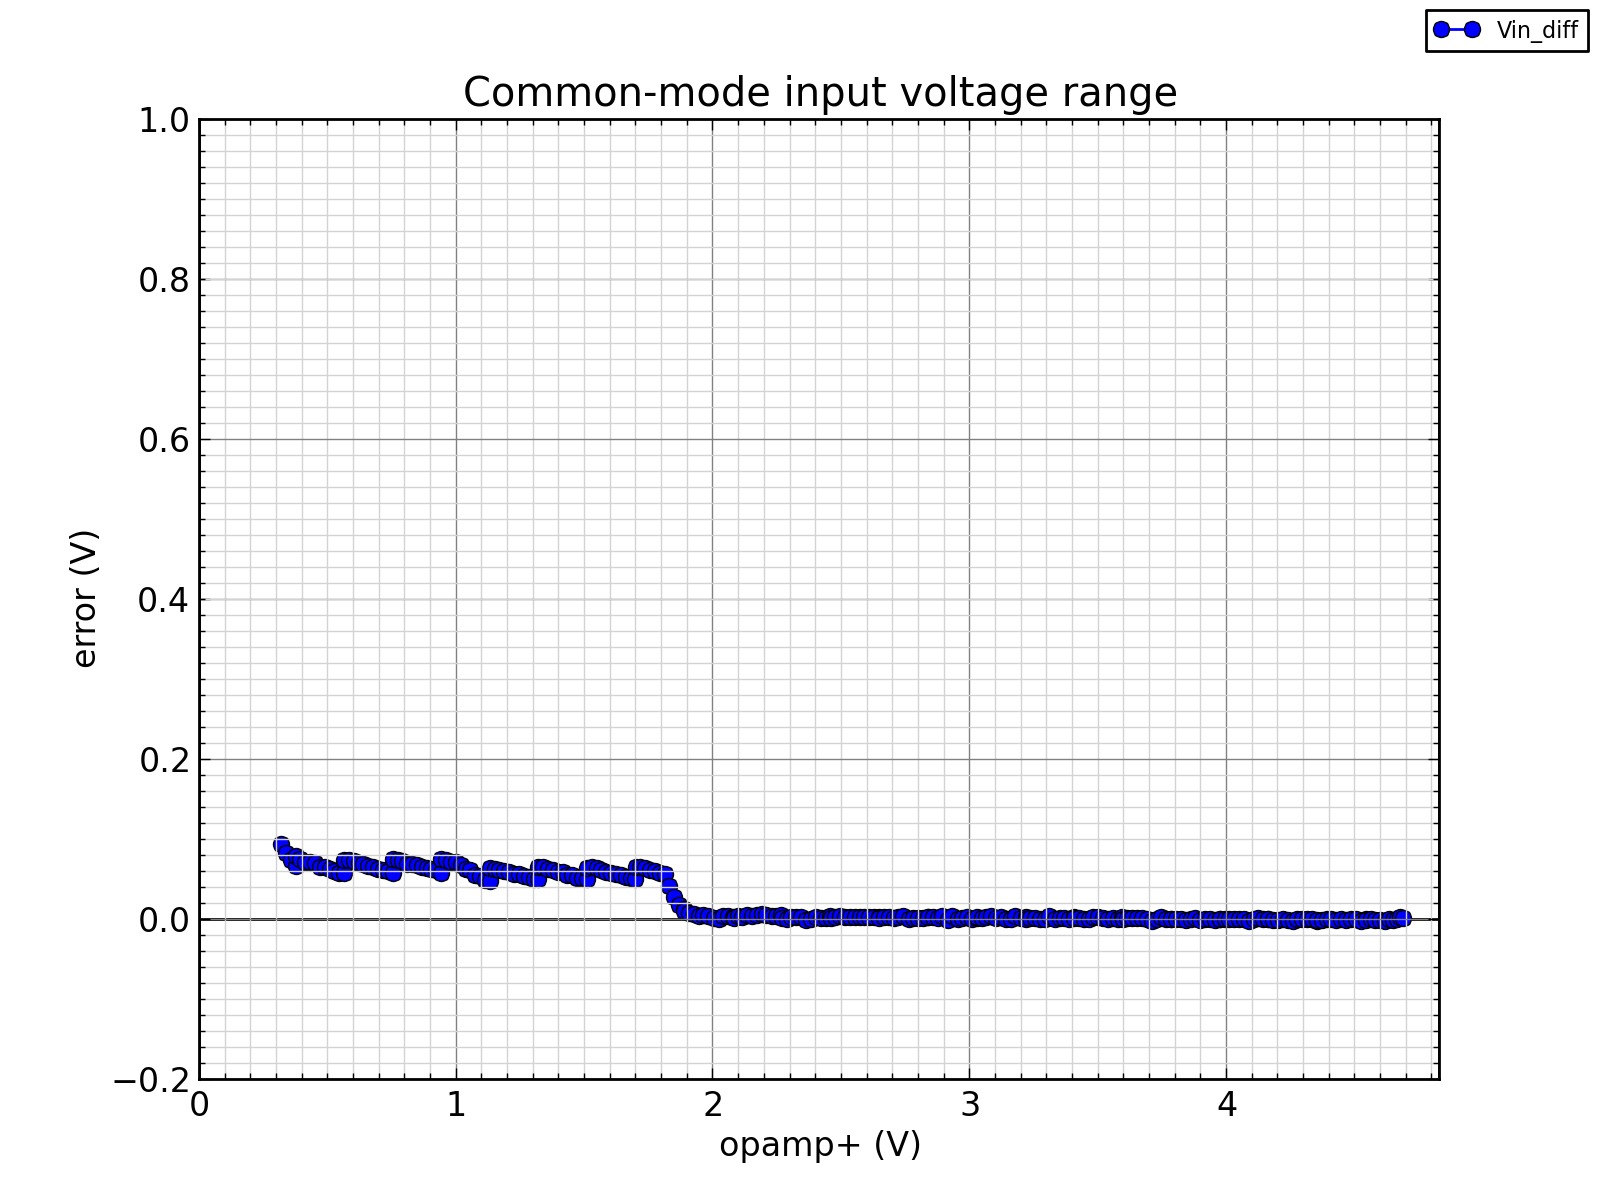 Vin_diff
Common-mode input voltage range
1.0
0.8
0.6
0.4
0.2
0.0
−0.2
error (V)
0 1 2 3 4
opamp+ (V)